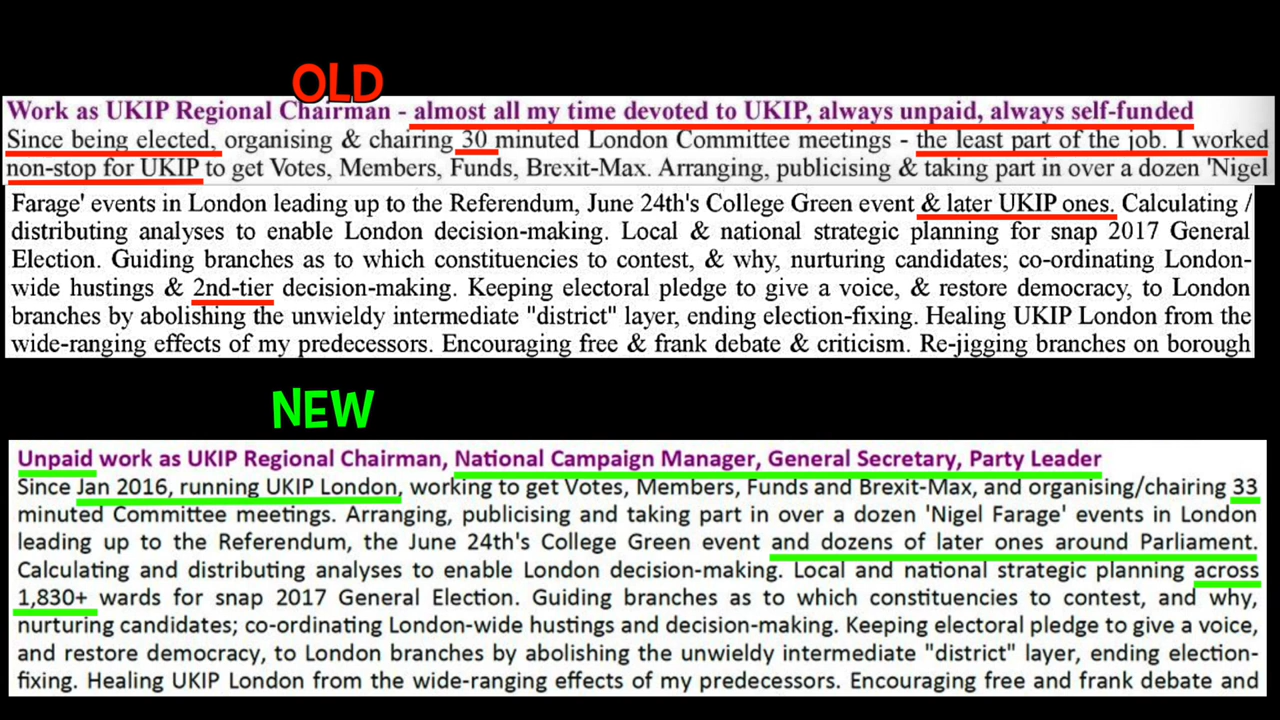 OLD
Work as UKIP Regional Chairman - almost all my time devoted to UKIP, always unpaid, always self-funded
Since being elected, organising & chairing 30 minuted London Committee meetings - the least part of the job. I worked
non-stop for UKIP to get Votes, Members, Funds, Brexit-Max. Arranging, publicising & taking part in over a dozen 'Nigel
Farage' events in London leading up to the Referendum, June 24th's College Green event & later UKIP ones. Calculating /
distributing analyses to enable London decision-making. Local & national strategic planning for snap 2017 General
Election. Guiding branches as to which constituencies to contest, & why, nurturing candidates; co-ordinating London-
wide hustings & 2nd-tier decision-making. Keeping electoral pledge to give a voice, & restore democracy, to London
branches by abolishing the unwieldy intermediate "district" layer, ending election-fixing. Healing UKIP London from the
wide-ranging effects of my predecessors. Encouraging free & frank debate & criticism. Re-jigging branches on borough
NEW
Unpaid work as UKIP Regional Chairman, National Campaign Manager, General Secretary, Party Leader
Since Jan 2016, running UKIP London, working to get Votes, Members, Funds and Brexit-Max, and organising/chairing 33
minuted Committee meetings. Arranging, publicising and taking part in over a dozen 'Nigel Farage' events in London
leading up to the Referendum, the June 24th's College Green event and dozens of later ones around Parliament.
Calculating and distributing analyses to enable London decision-making. Local and national strategic planning across
1,830+ wards for snap 2017 General Election. Guiding branches as to which constituencies to contest, and why,
nurturing candidates; co-ordinating London-wide hustings and decision-making. Keeping electoral pledge to give a voice,
and restore democracy, to London branches by abolishing the unwieldy intermediate "district" layer, ending election-
fixing. Healing UKIP London from the wide-ranging effects of my predecessors. Encouraging free and frank debate and